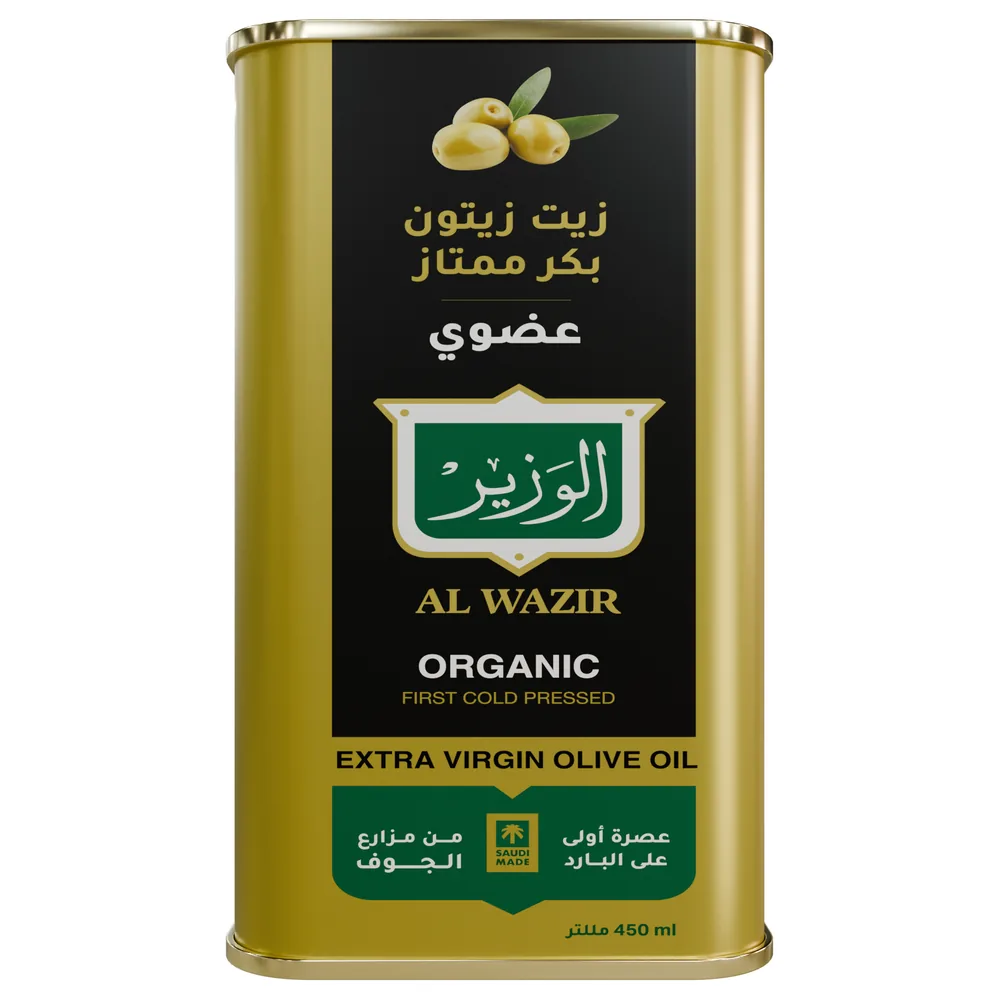 زيت زيتون
بكر ممتاز
عضوي
الوزير
AL WAZIR
ORGANIC
FIRST COLD PRESSED
EXTRA VIRGIN OLIVE OIL
عصرة أولى
على البارد
SAUDI
MADE
من مزارع
الجوف
450 ml مللتر